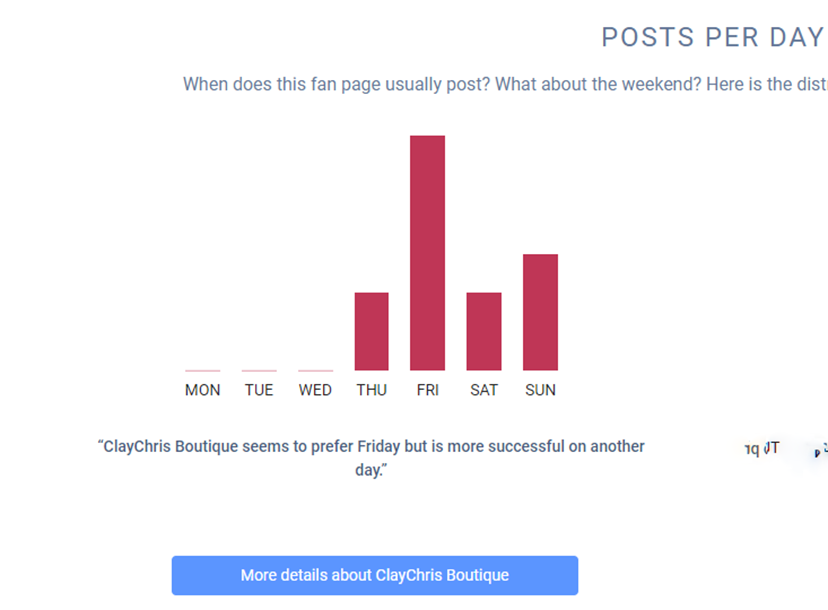 POSTS PER DAY
When does this fan page usually post? What about the weekend? Here is the
MON TUE WED THU FRI SAT SUN
“ClayChris Boutique seems to prefer Friday but is more successful on another
day.”
More details about ClayChris Boutique